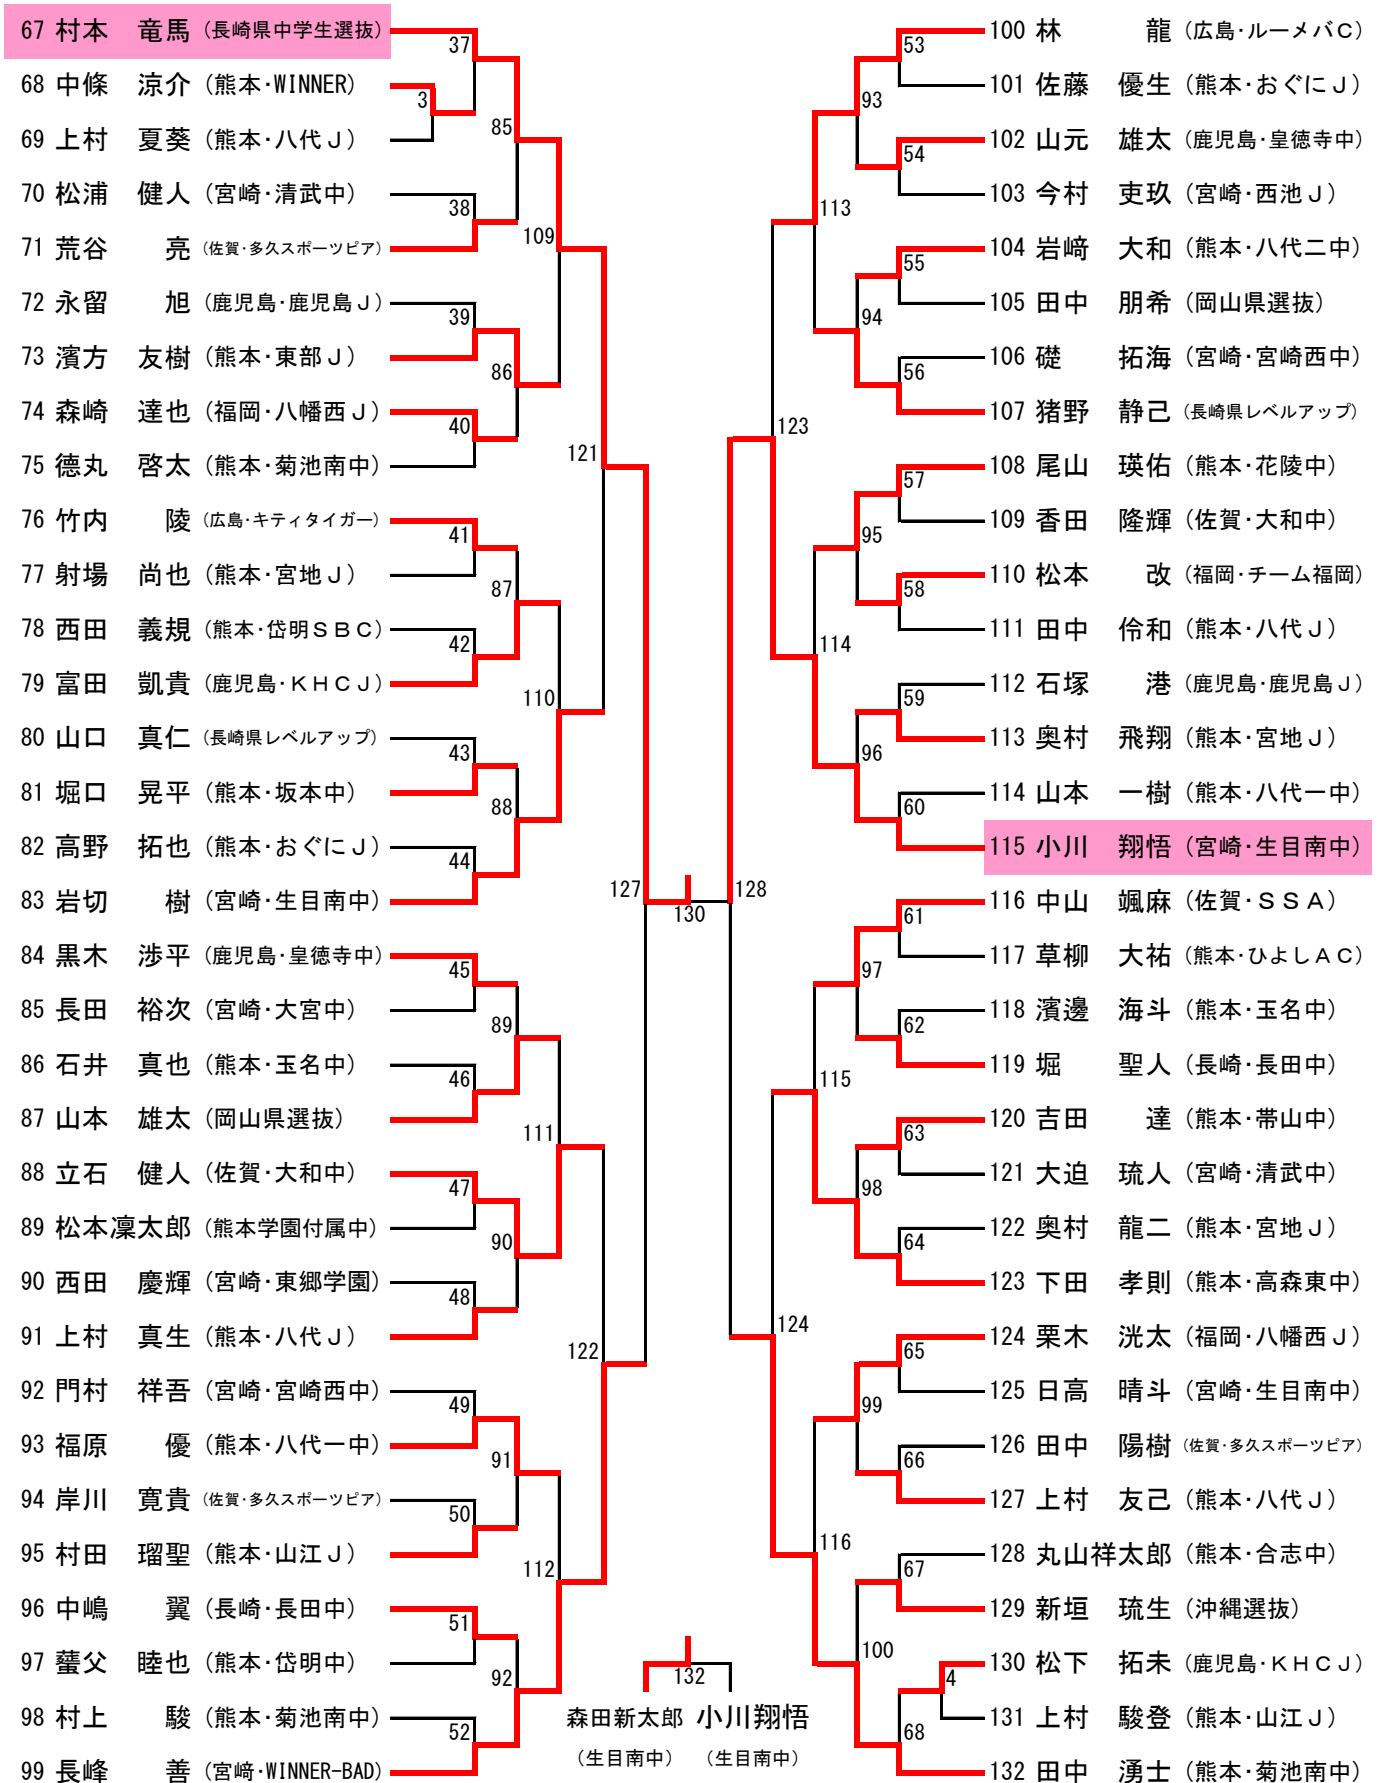 67 村本　竜馬 (長崎県中学生選抜)
68 中條　涼介 (熊本・WINNER)
69 上村　夏葵 (熊本・八代Ｊ)
70 松浦　健人 (宮崎・清武中)
71 荒谷　　亮 (佐賀・多久スポーツピア)
72 永留　　旭 (鹿児島・鹿児島Ｊ)
73 濱方　友樹 (熊本・東部Ｊ)
74 森崎　達也 (福岡・八幡西Ｊ)
75 德丸　啓太 (熊本・菊池南中)
76 竹内　　陵 (広島・キティタイガー)
77 射場　尚也 (熊本・宮地Ｊ)
78 西田　義規 (熊本・岱明ＳＢＣ)
79 富田　凱貴 (鹿児島・ＫＨＣＪ)
80 山口　真仁 (長崎県レベルアップ)
81 堀口　晃平 (熊本・坂本中)
82 高野　拓也 (熊本・おぐにＪ)
83 岩切　　樹 (宮崎・生目南中)
84 黒木　渉平 (鹿児島・皇徳寺中)
85 長田　裕次 (宮崎・大宮中)
86 石井　真也 (熊本・玉名中)
87 山本　雄太 (岡山県選抜)
88 立石　健人 (佐賀・大和中)
89 松本凜太郎 (熊本学園付属中)
90 西田　慶輝 (宮崎・東郷学園)
91 上村　真生 (熊本・八代Ｊ)
92 門村　祥吾 (宮崎・宮崎西中)
93 福原　　優 (熊本・八代一中)
94 岸川　寛貴 (佐賀・多久スポーツピア)
95 村田　瑠聖 (熊本・山江Ｊ)
96 中嶋　　翼 (長崎・長田中)
97 蠒父　睦也 (熊本・岱明中)
98 村上　　駿 (熊本・菊池南中)
99 長峰　　善 (宮﨑・WINNER-BAD)
37
3
85
38
109
39
86
40
121
41
87
42
110
43
88
44
127
45
89
46
111
47
90
48
122
49
91
50
112
51
92
52
130
132
森田新太郎 小川翔悟
(生目南中) (生目南中)
53
93
54
113
55
94
56
123
57
95
58
114
59
96
60
128
61
97
62
115
63
98
64
124
65
99
66
116
67
100
4
68
100 林　　　龍 (広島・ルーメバＣ)
101 佐藤　優生 (熊本・おぐにＪ)
102 山元　雄太 (鹿児島・皇徳寺中)
103 今村　吏玖 (宮崎・西池Ｊ)
104 岩﨑　大和 (熊本・八代二中)
105 田中　朋希 (岡山県選抜)
106 礎　　拓海 (宮崎・宮崎西中)
107 猪野　静己 (長崎県レベルアップ)
108 尾山　瑛佑 (熊本・花陵中)
109 香田　隆輝 (佐賀・大和中)
110 松本　　改 (福岡・チーム福岡)
111 田中　伶和 (熊本・八代Ｊ)
112 石塚　　港 (鹿児島・鹿児島Ｊ)
113 奥村　飛翔 (熊本・宮地Ｊ)
114 山本　一樹 (熊本・八代一中)
115 小川　翔悟 (宮崎・生目南中)
116 中山　颯麻 (佐賀・ＳＳＡ)
117 草柳　大祐 (熊本・ひよしＡＣ)
118 濱邊　海斗 (熊本・玉名中)
119 堀　　聖人 (長崎・長田中)
120 吉田　　達 (熊本・帯山中)
121 大迫　琉人 (宮崎・清武中)
122 奥村　龍二 (熊本・宮地Ｊ)
123 下田　孝則 (熊本・高森東中)
124 栗木　洸太 (福岡・八幡西Ｊ)
125 日高　晴斗 (宮崎・生目南中)
126 田中　陽樹 (佐賀・多久スポーツピア)
127 上村　友己 (熊本・八代Ｊ)
128 丸山祥太郎 (熊本・合志中)
129 新垣　琉生 (沖縄選抜)
130 松下　拓未 (鹿児島・ＫＨＣＪ)
131 上村　駿登 (熊本・山江Ｊ)
132 田中　湧士 (熊本・菊池南中)